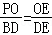 PO/BD = OE/DE